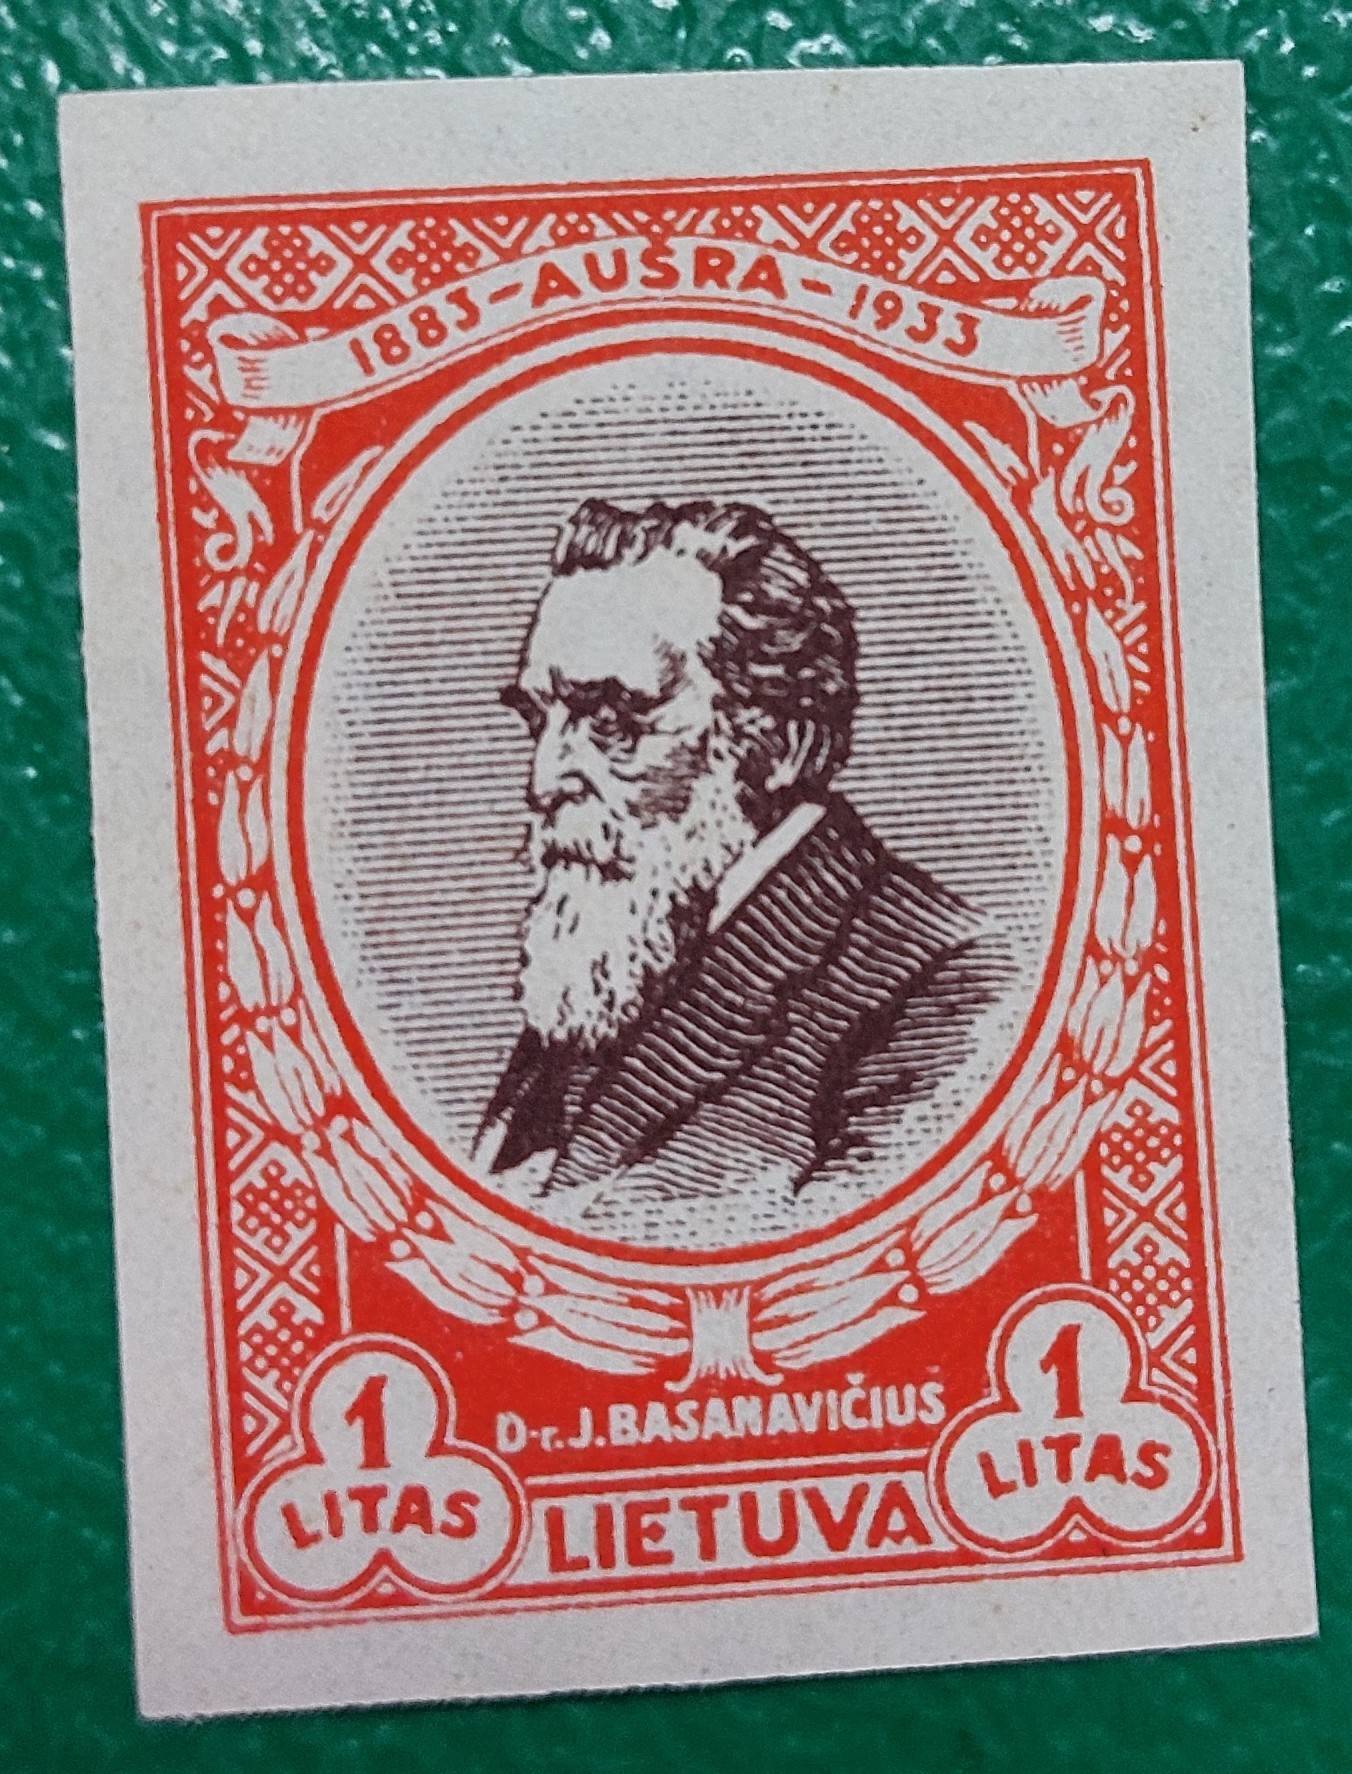 1883-AUŠRA-1933
D-r. J. BASANAVIČIUS
1 LITAS
LIETUVA
1 LITAS